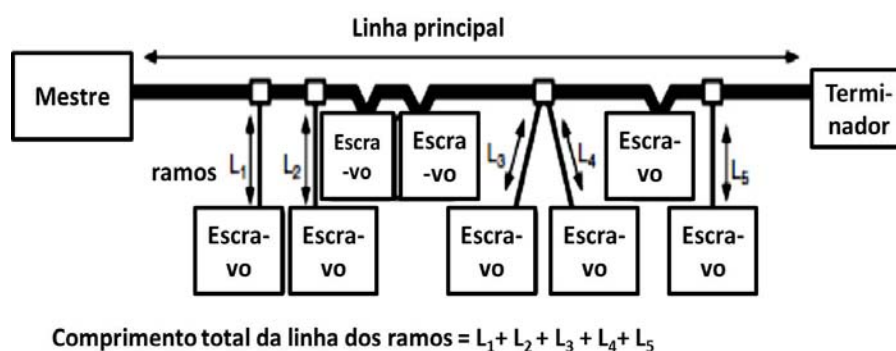 Linha principal
Mestre
Termi-
nador
Escra
-vo
Escra
-vo
Escra-
vo
ramos
L1
L2
L3
L4
L5
Escra-
vo
Escra-
vo
Escra-
vo
Escra-
vo
Escra-
vo
Comprimento total da linha dos ramos = L1+ L2 + L3 + L4+ L5